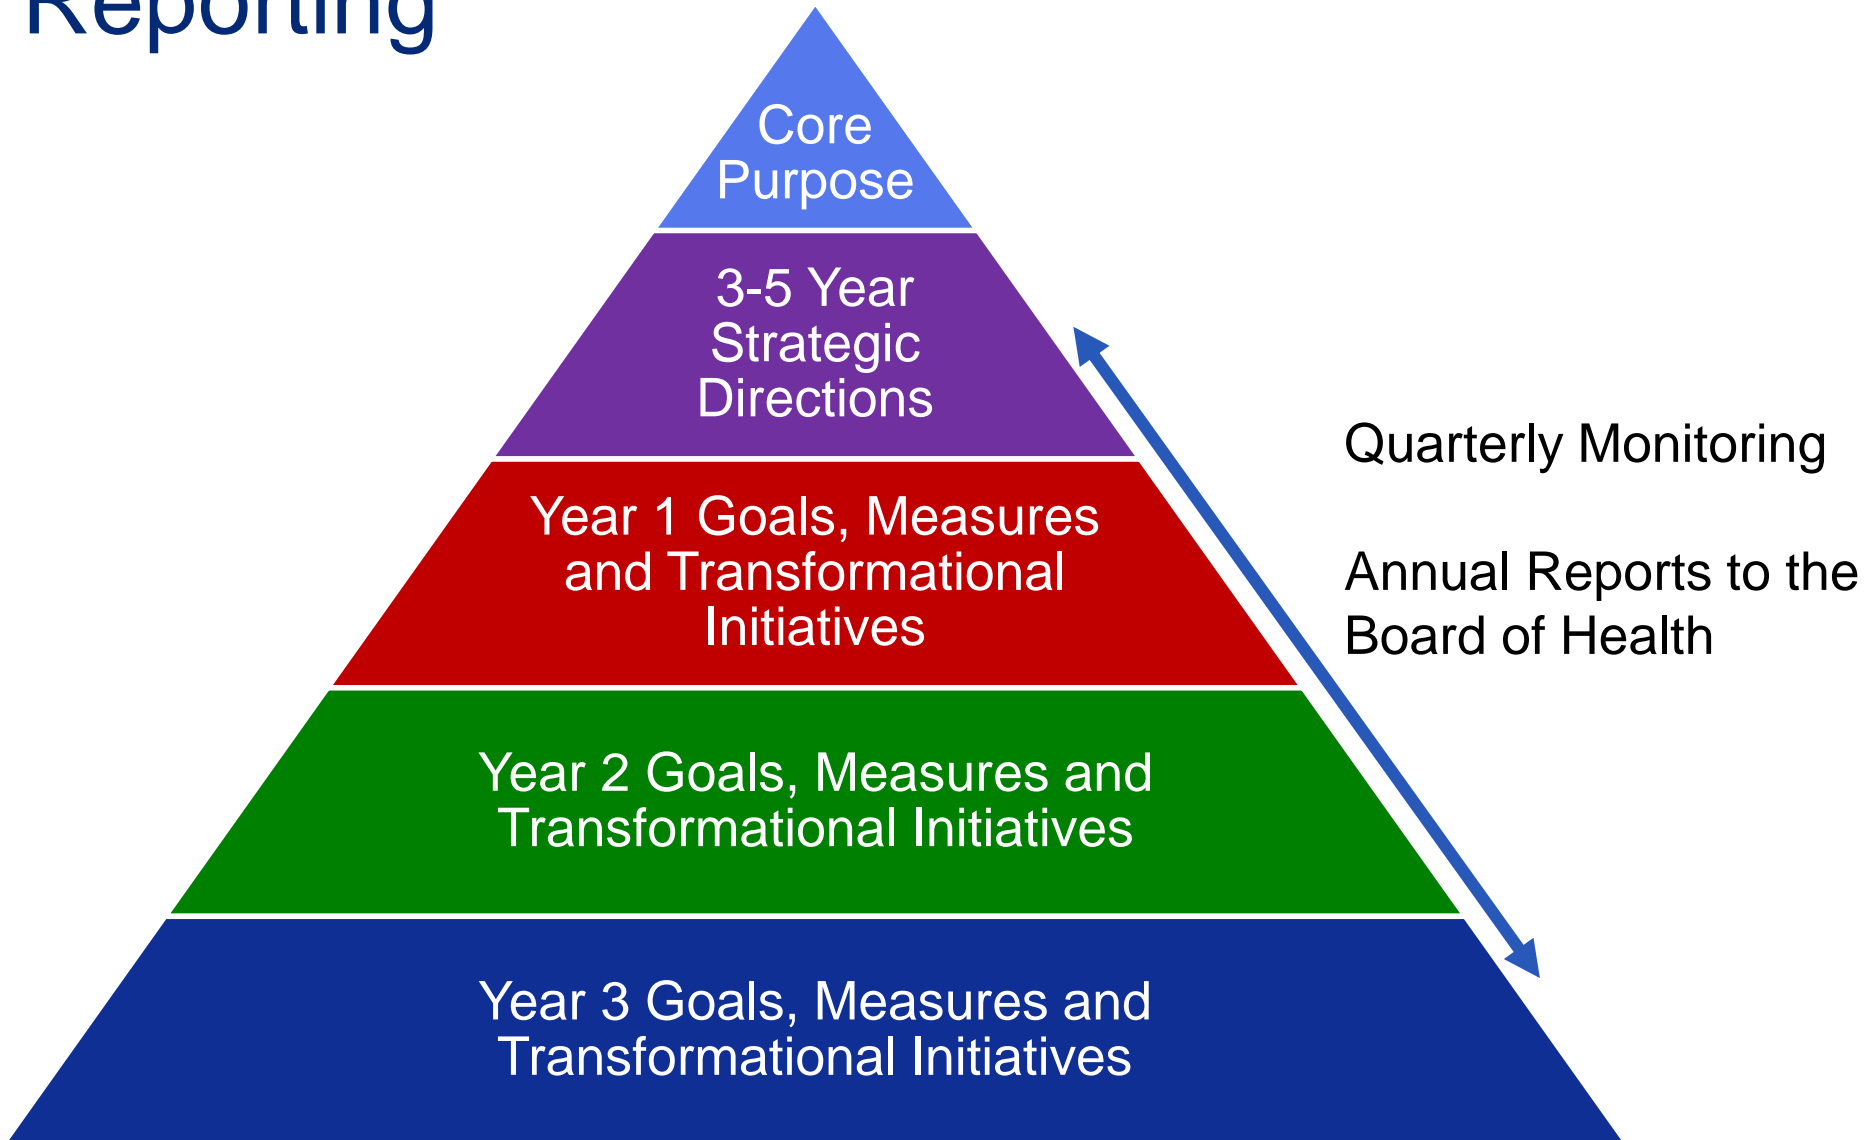 Reporting
Core
Purpose
3-5 Year
Strategic
Directions
Year 1 Goals, Measures
and Transformational
Initiatives
Year 2 Goals, Measures and
Transformational Initiatives
Year 3 Goals, Measures and
Transformational Initiatives
Quarterly Monitoring
Annual Reports to the
Board of Health